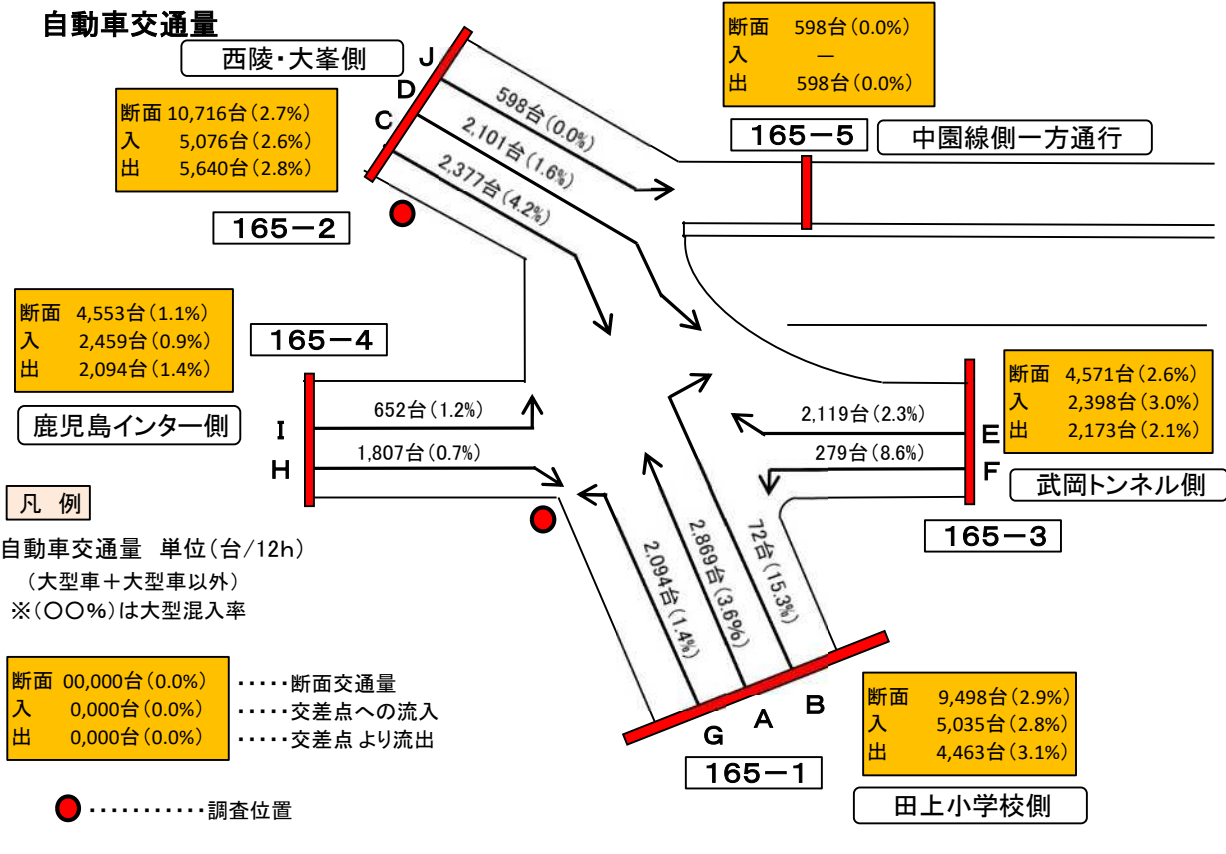 自動車交通量
西陵・大峯側
断面 10,716台(2.7%)
入 5,076台(2.6%)
出 5,640台(2.8%)
165－2
J
D
C
598台(0.0%)
2,101台(1.6%)
2,377台(4.2%)
断面 598台(0.0%)
入 －
出 598台(0.0%)
165－5
中園線側一方通行
断面 4,553台(1.1%)
入 2,459台(0.9%)
出 2,094台(1.4%)
165－4
鹿児島インター側
I
H
652台(1.2%)
1,807台(0.7%)
2,119台(2.3%)
279台(8.6%)
E
F
断面 4,571台(2.6%)
入 2,398台(3.0%)
出 2,173台(2.1%)
武岡トンネル側
165－3
凡 例
自動車交通量 単位(台/12h)
(大型車＋大型車以外)
※(〇〇%)は大型混入率
断面 00,000台(0.0%) ・・・・・断面交通量
入 0,000台(0.0%) ・・・・・交差点への流入
出 0,000台(0.0%) ・・・・・交差点 より流出
・・・・・・・・・・・調査位置
2,094台(1.4%)
2,869台(3.6%)
72台(15.3%)
G
A
B
165－1
断面 9,498台(2.9%)
入 5,035台(2.8%)
出 4,463台(3.1%)
田上小学校側